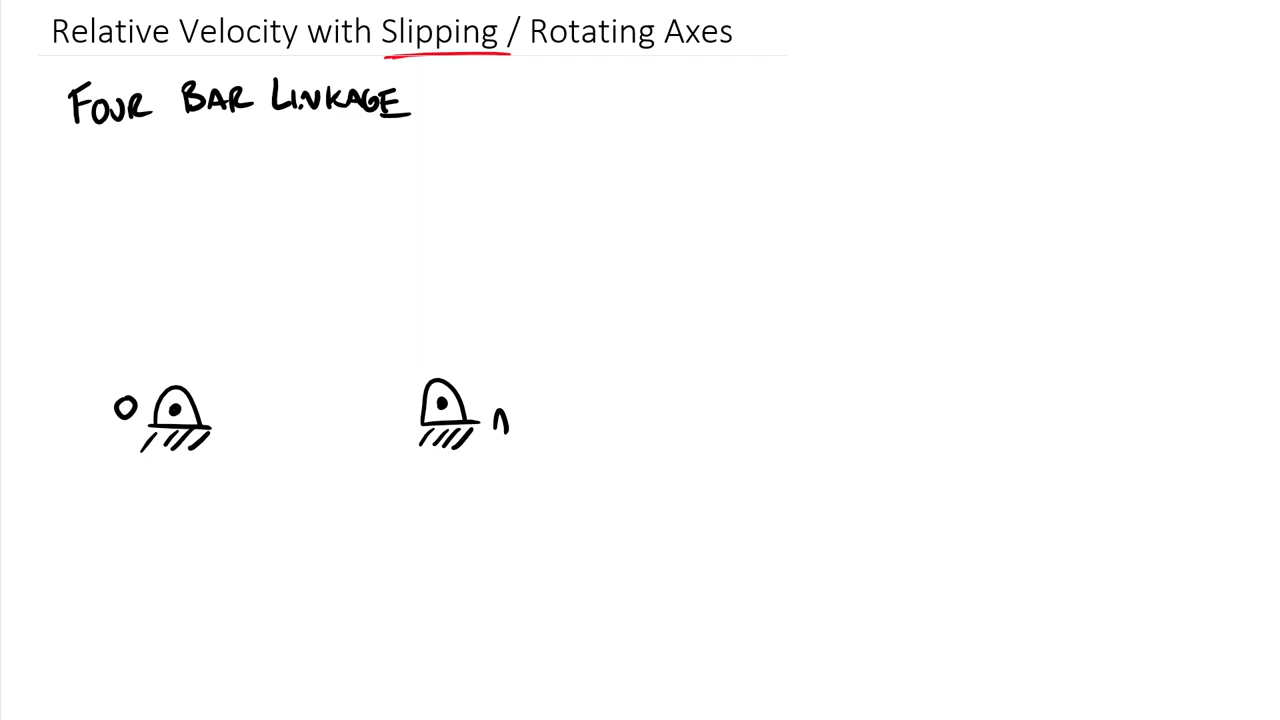 Relative Velocity with Slipping / Rotating Axes
FOUR BAR LINKAGE
O